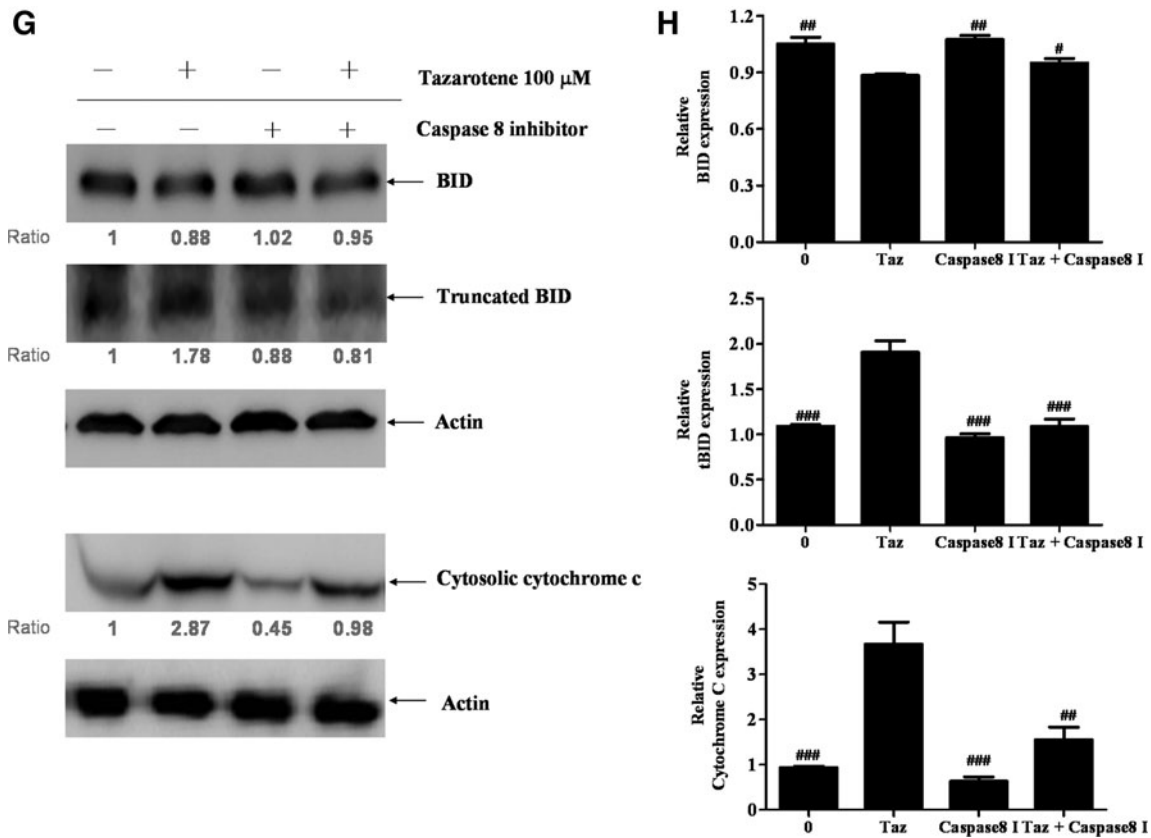 G
− + − + Tazarotene 100 μM
− − + + Caspase 8 inhibitor
BID
Ratio 1 0.88 1.02 0.95
Truncated BID
Ratio 1 1.78 0.88 0.81
Actin
Cytosolic cytochrome c
Ratio 1 2.87 0.45 0.98
Actin
H
Relative
BID expression
1.2
0.9
0.6
0.3
0.0
## ## #
0 Taz Caspase8 I Taz + Caspase8 I
Relative
tBID expression
2.5
2.0
1.5
1.0
0.5
0.0
### ### ###
0 Taz Caspase8 I Taz + Caspase8 I
Relative
Cytochrome C expression
5
4
3
2
1
0
### ### ##
0 Taz Caspase8 I Taz + Caspase8 I